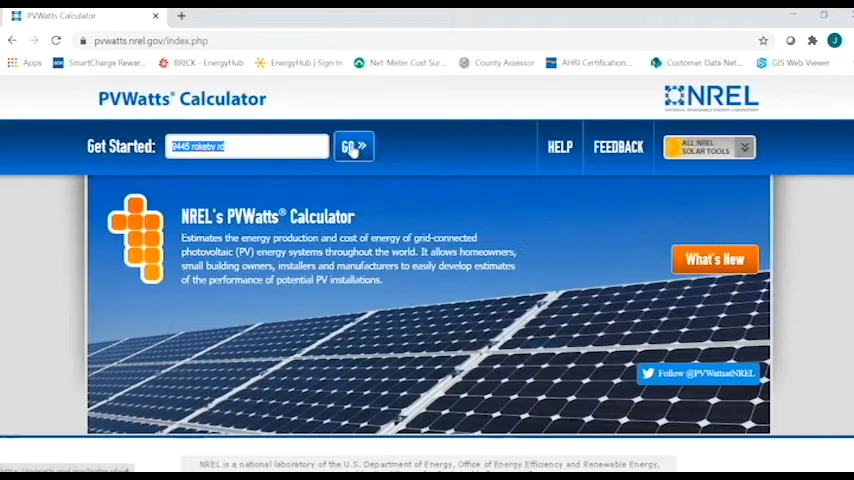 PVWatts Calculator
pvwatts.nrel.gov/index.php
Apps SmartCharge Rewar... BRICK - EnergyHub EnergyHub | Sign In Net-Meter Cost Sur... County Assessor AHRI Certification... Customer Data Net... GIS Web Viewer
PVWatts® Calculator
NREL
NATIONAL RENEWABLE ENERGY LABORATORY
Get Started:
9445 rokeby rd
GO »
HELP
FEEDBACK
ALL NREL
SOLAR TOOLS
NREL's PVWatts® Calculator
Estimates the energy production and cost of energy of grid-connected
photovoltaic (PV) energy systems throughout the world. It allows homeowners,
small building owners, installers and manufacturers to easily develop estimates
of the performance of potential PV installations.
What's New
Follow @PVWattsatNREL
NREL is a national laboratory of the U.S. Department of Energy, Office of Energy Efficiency and Renewable Energy,